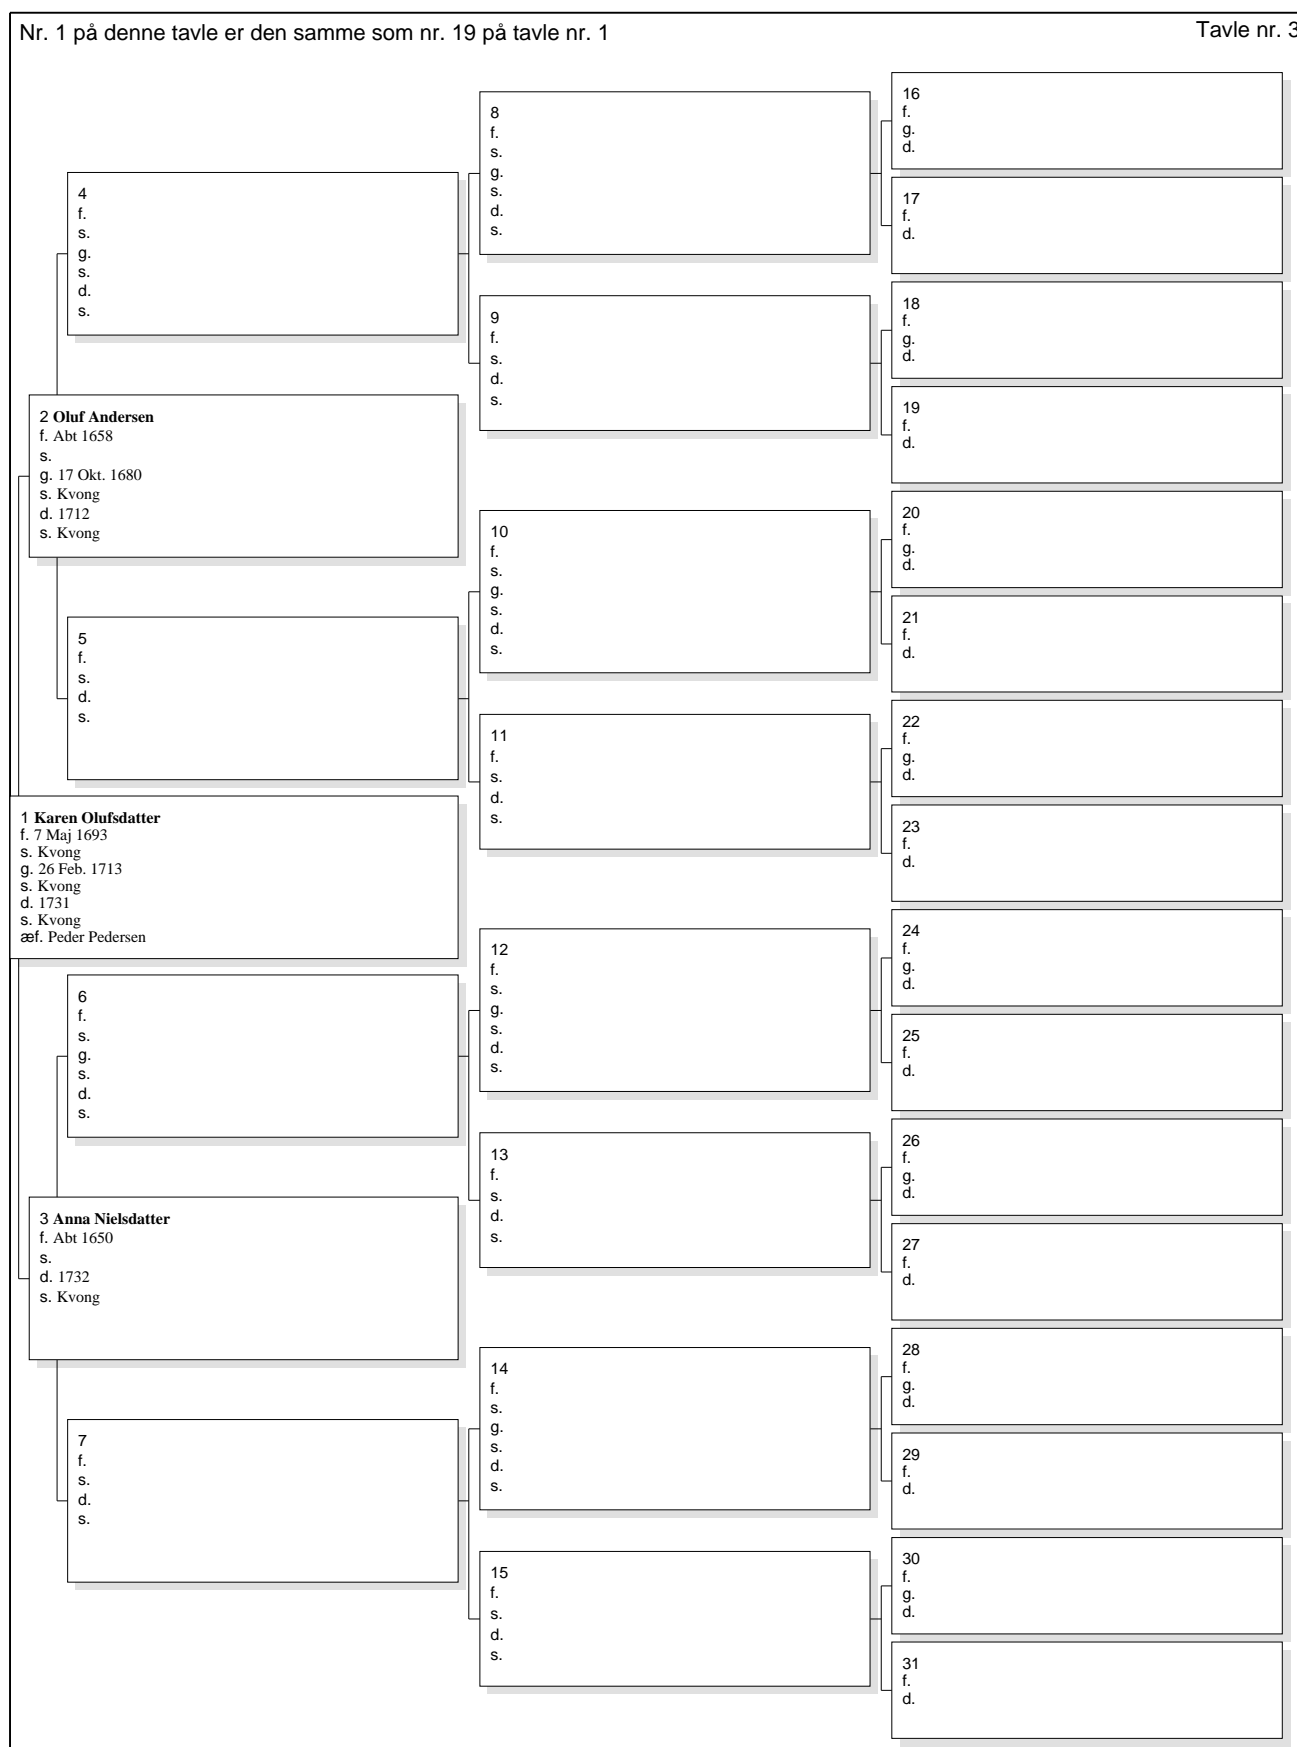 Nr. 1 på denne tavle er den samme som nr. 19 på tavle nr. 1
Tavle nr. 3
4
f.
s.
g.
s.
d.
s.
2 Oluf Andersen
f. Abt 1658
s.
g. 17 Okt. 1680
s. Kvong
d. 1712
s. Kvong
5
f.
s.
d.
s.
1 Karen Olufsdatter
f. 7 Maj 1693
s. Kvong
g. 26 Feb. 1713
s. Kvong
d. 1731
s. Kvong
æf. Peder Pedersen
6
f.
s.
g.
s.
d.
s.
3 Anna Nielsdatter
f. Abt 1650
s.
d. 1732
s. Kvong
7
f.
s.
d.
s.
8
f.
s.
g.
s.
d.
s.
9
f.
s.
d.
s.
10
f.
s.
g.
s.
d.
s.
11
f.
s.
d.
s.
12
f.
s.
g.
s.
d.
s.
13
f.
s.
d.
s.
14
f.
s.
g.
s.
d.
s.
15
f.
s.
d.
s.
16
f.
g.
d.
17
f.
d.
18
f.
g.
d.
19
f.
d.
20
f.
g.
d.
21
f.
d.
22
f.
g.
d.
23
f.
d.
24
f.
g.
d.
25
f.
d.
26
f.
g.
d.
27
f.
d.
28
f.
g.
d.
29
f.
d.
30
f.
g.
d.
31
f.
d.